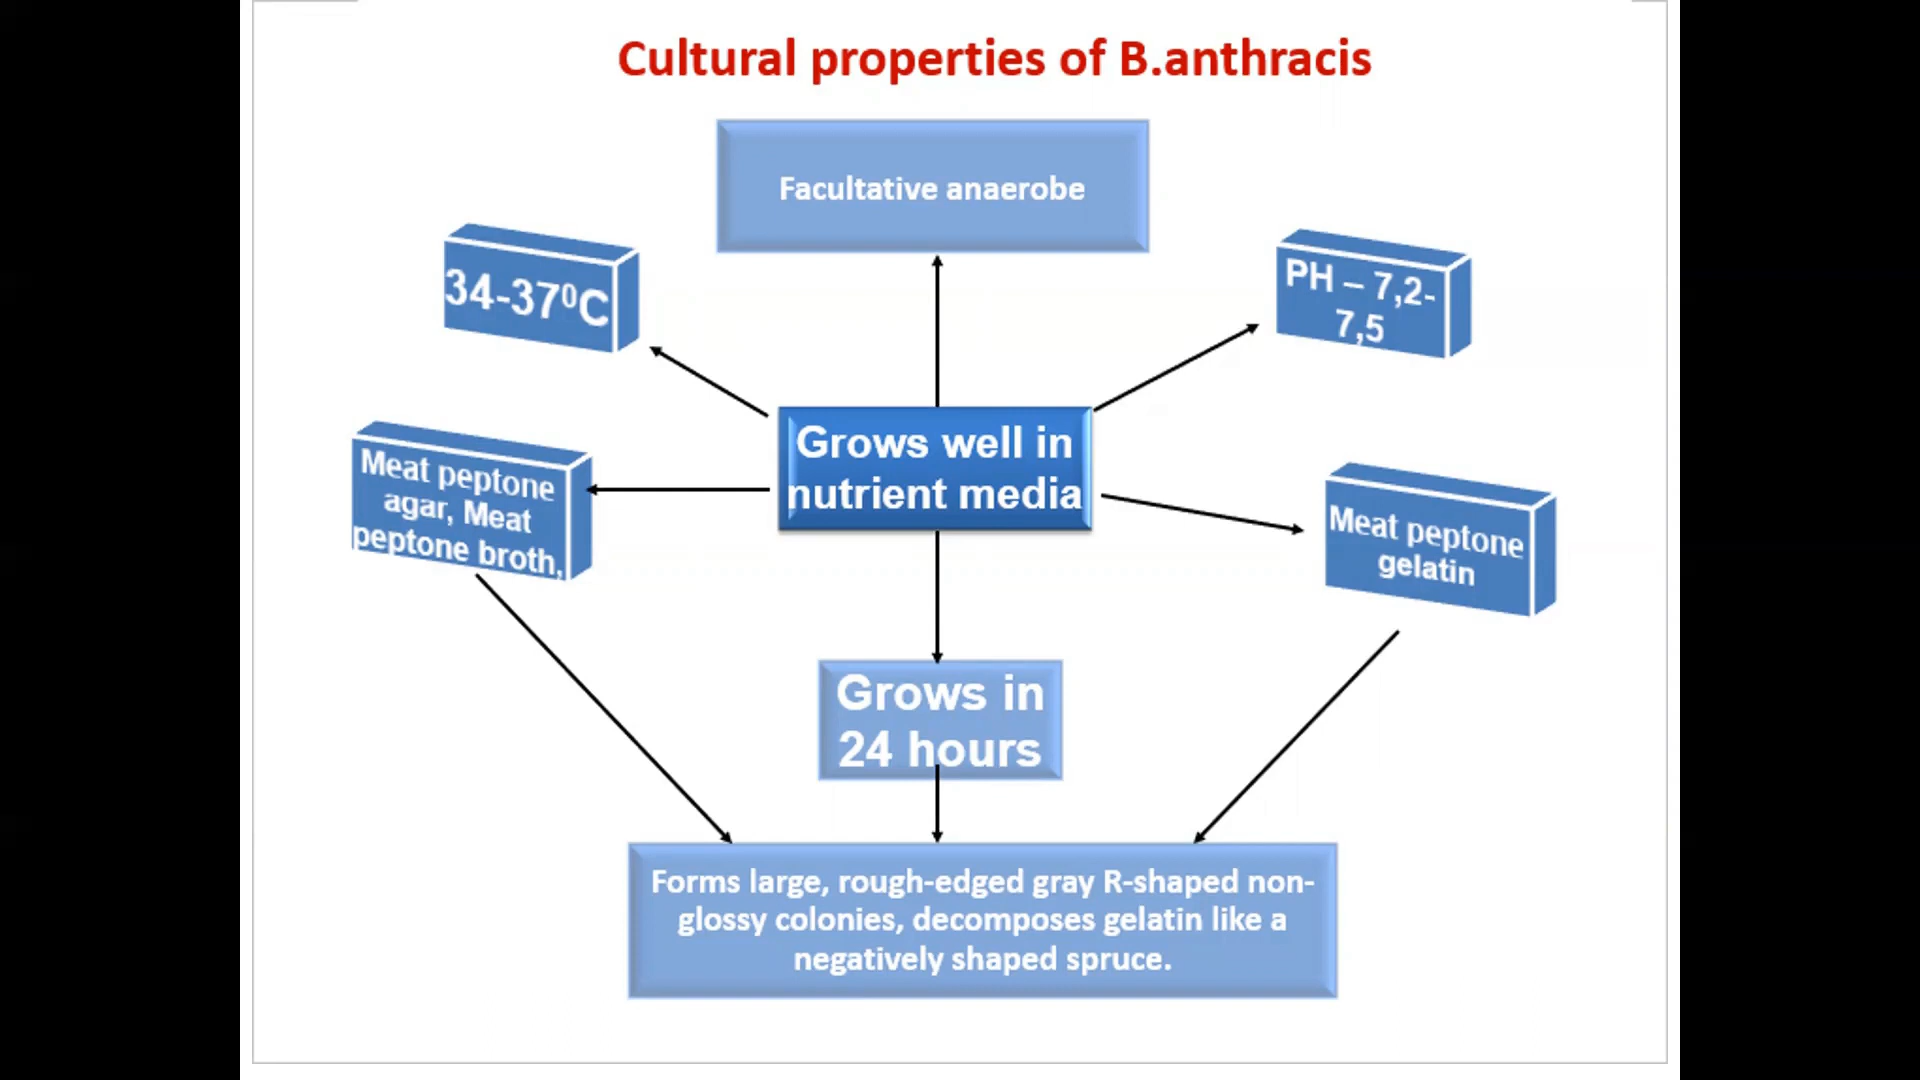 Cultural properties of B.anthracis
Facultative anaerobe
34-37⁰C
PH – 7,2-
7,5
Grows well in
nutrient media
Meat peptone
agar, Meat
peptone broth,
Meat peptone
gelatin
Grows in
24 hours
Forms large, rough-edged gray R-shaped non-
glossy colonies, decomposes gelatin like a
negatively shaped spruce.